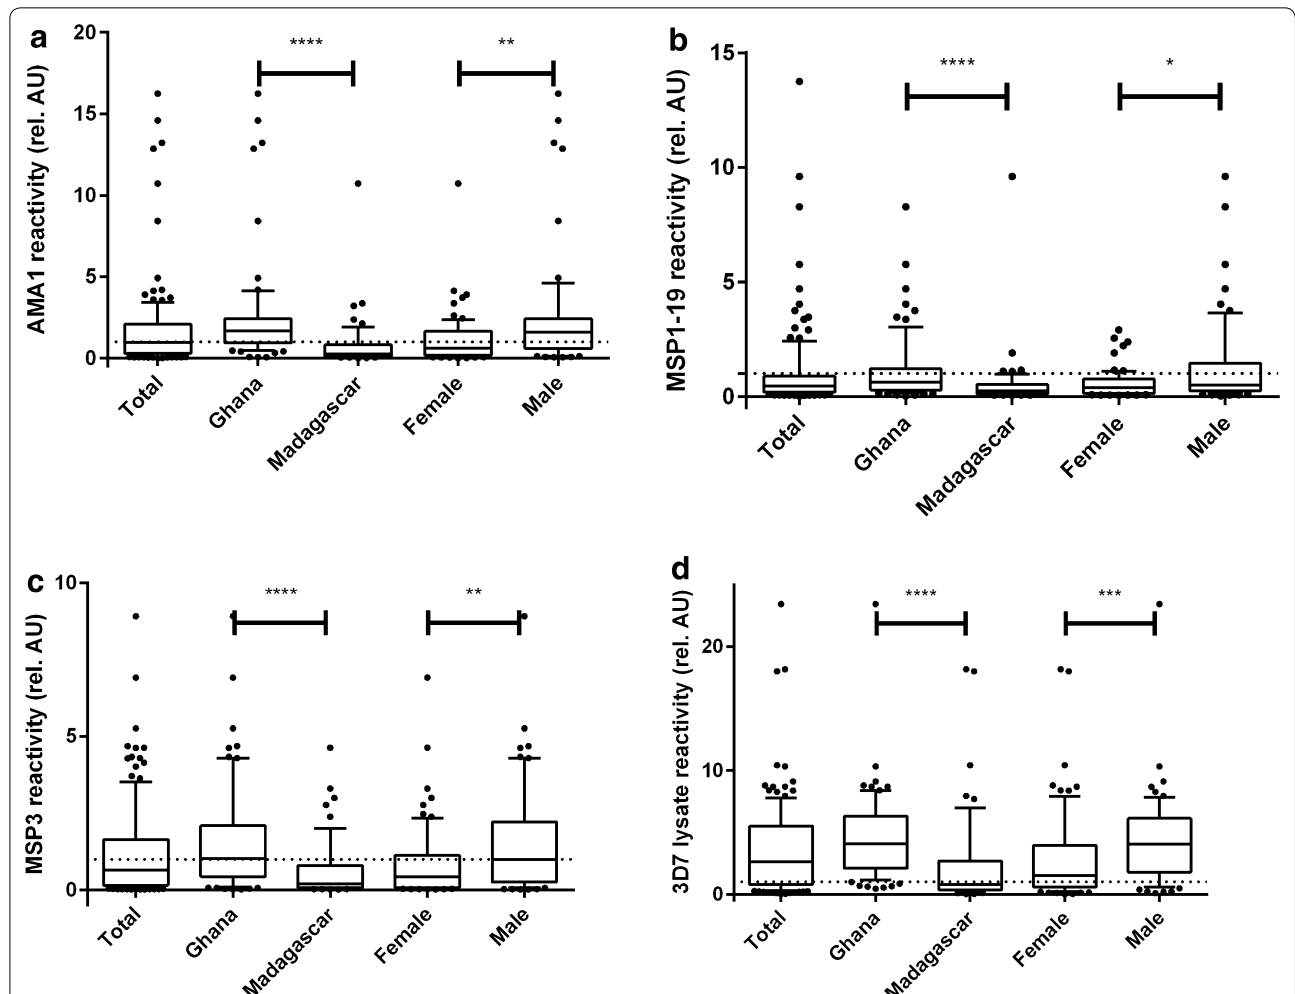 a
AMA1 reactivity (rel. AU)
20
15
10
5
0
****
**
Total
Ghana
Madagascar
Female
Male
b
MSP1-19 reactivity (rel. AU)
15
10
5
0
****
*
Total
Ghana
Madagascar
Female
Male
c
MSP3 reactivity (rel. AU)
10
5
0
****
**
Total
Ghana
Madagascar
Female
Male
d
3D7 lysate reactivity (rel. AU)
20
10
0
****
***
Total
Ghana
Madagascar
Female
Male